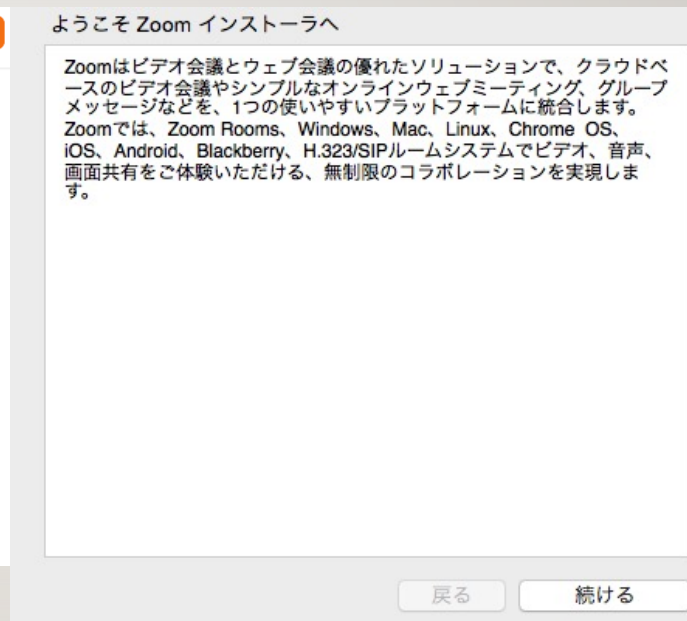 ようこそ Zoom インストーラへ
Zoomはビデオ会議とウェブ会議の優れたソリューションで、クラウドベ
ースのビデオ会議やシンプルなオンラインウェブミーティング、グループ
メッセージなどを、1つの使いやすいプラットフォームに統合します。
Zoomでは、Zoom Rooms、Windows、Mac、Linux、Chrome OS、
iOS、Android、Blackberry、H.323/SIPルームシステムでビデオ、音声、
画面共有をご体験いただける、無制限のコラボレーションを実現しま
す。
戻る
続ける